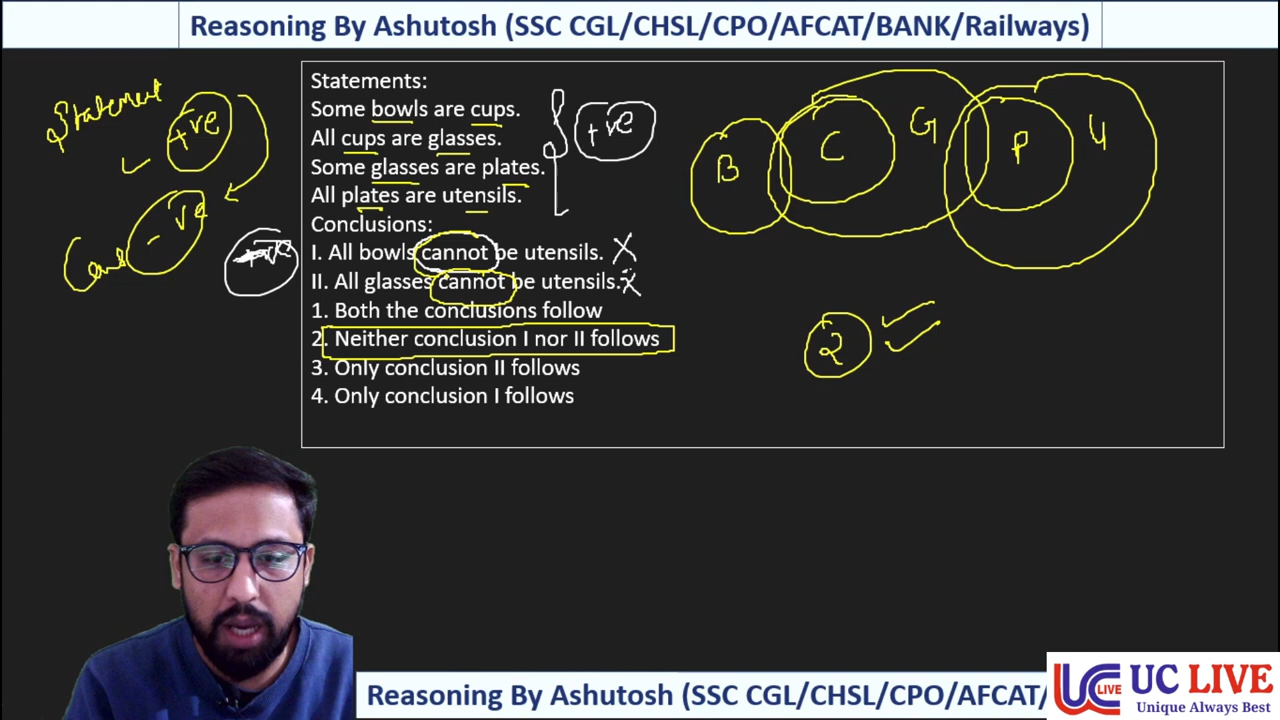 Reasoning By Ashutosh (SSC CGL/CHSL/CPO/AFCAT/BANK/Railways)
Statement
+ve
- ve
Statements:
Some bowls are cups.
All cups are glasses.
Some glasses are plates.
All plates are utensils.
+ve
Conclusions:
I. All bowls cannot be utensils. X
II. All glasses cannot be utensils. X
1. Both the conclusions follow
2. Neither conclusion I nor II follows
3. Only conclusion II follows
4. Only conclusion I follows
B C G P U
2
Reasoning By Ashutosh (SSC CGL/CHSL/CPO/AFCAT/
UC LIVE UC LIVE
Unique Always Best